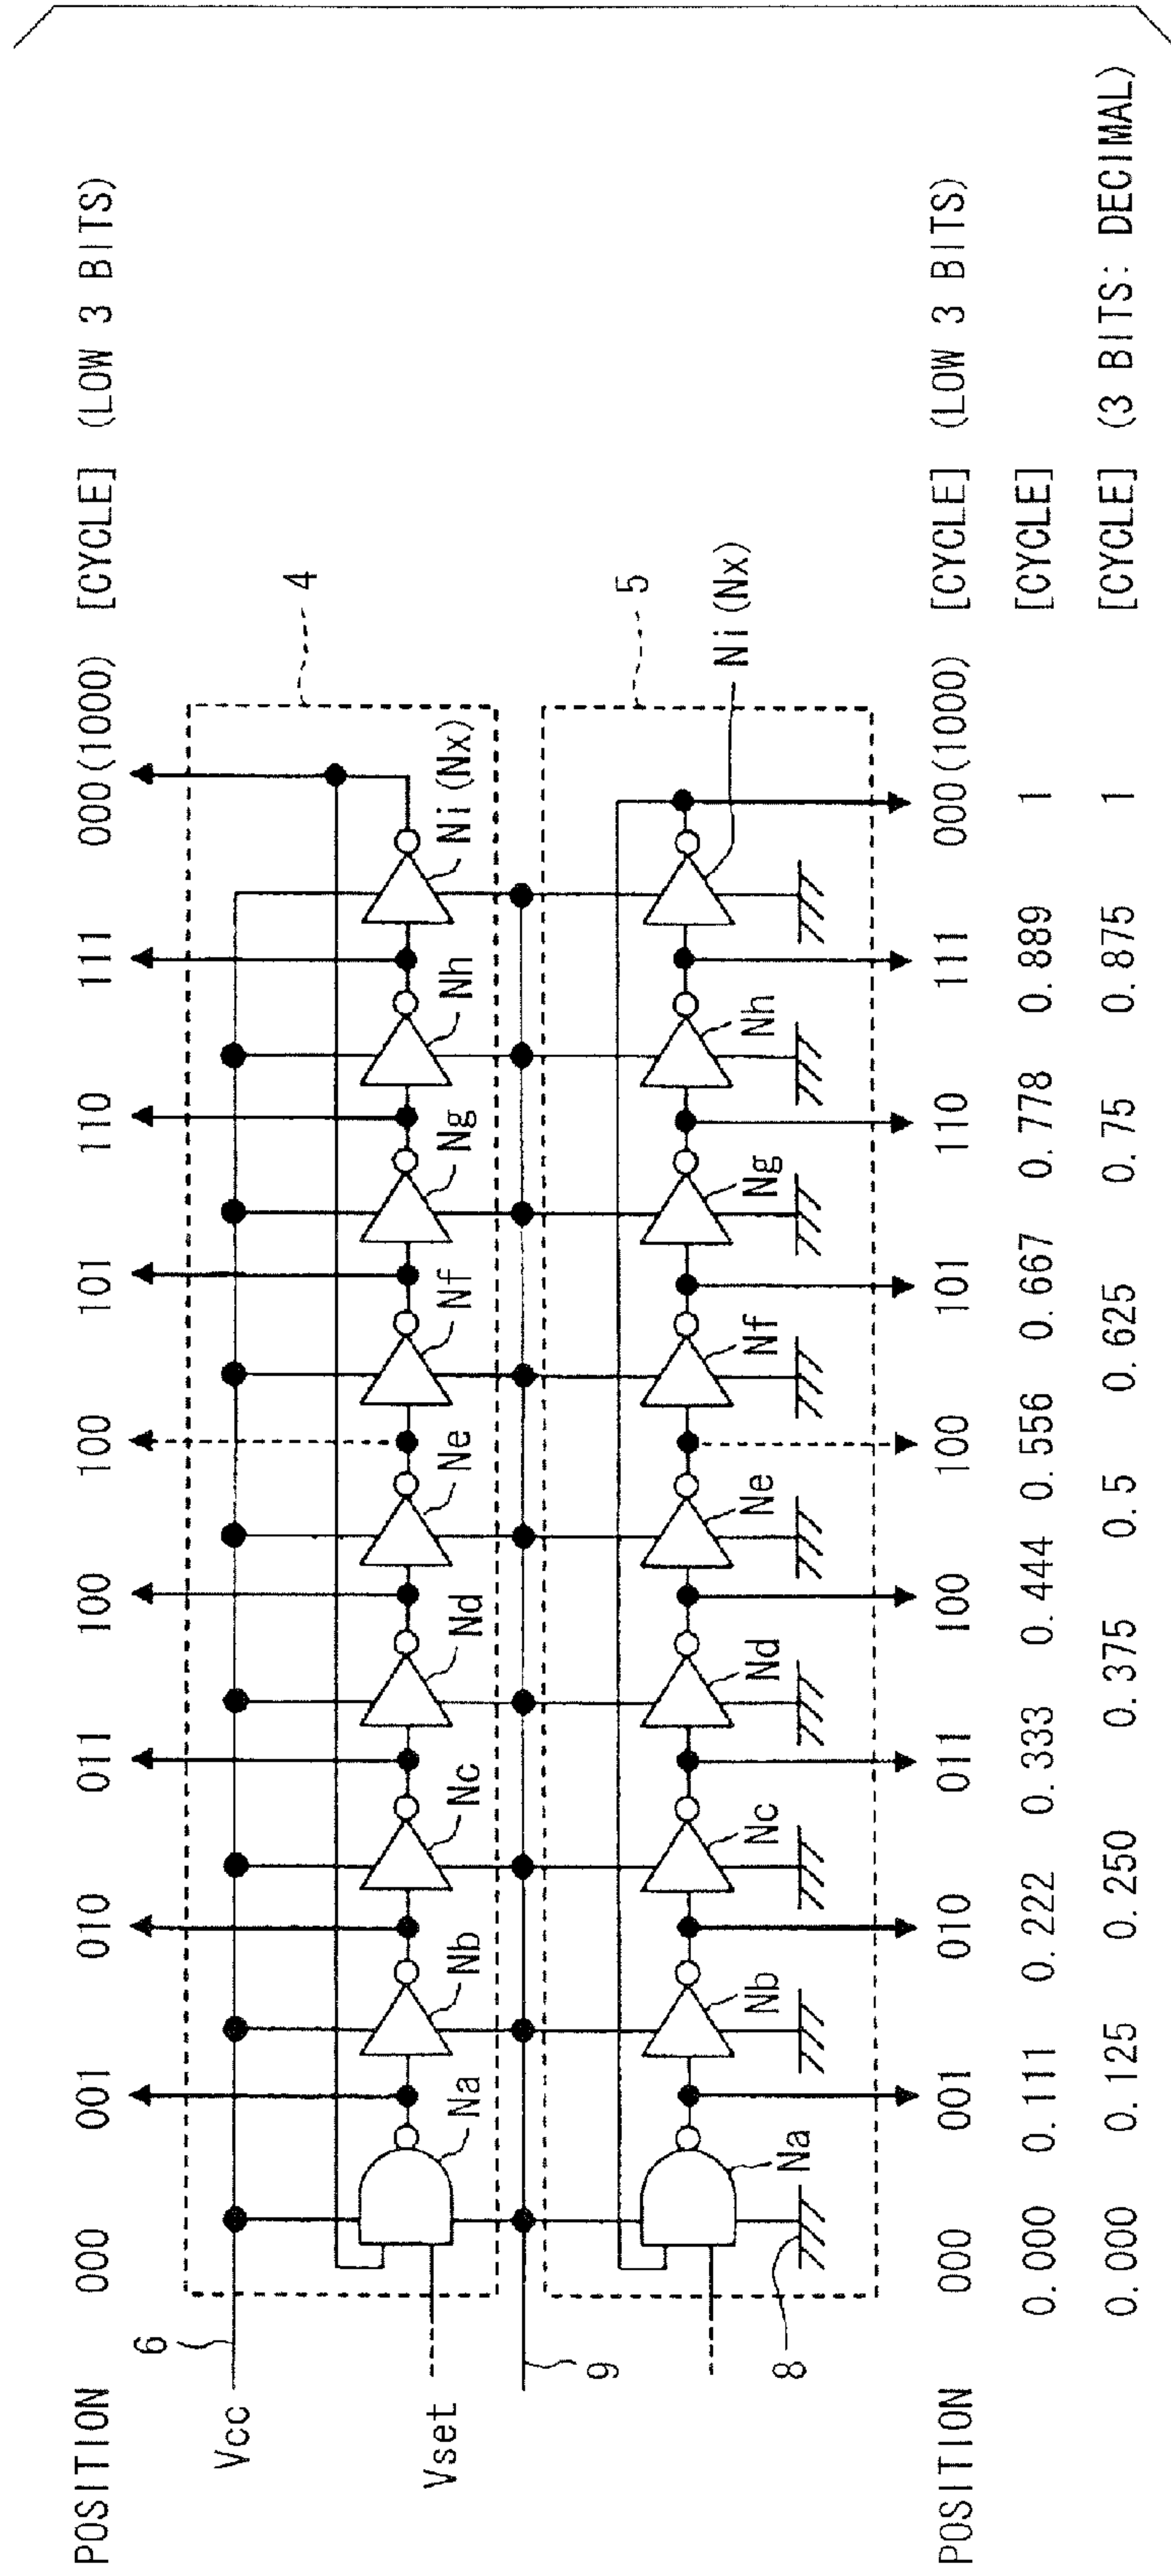 POSITION 000 001 010 011 100 100 101 110 111 000(1000) [CYCLE] (LOW 3 BITS)
6
Vcc
4
Na Nb Nc Nd Ne Nf Ng Nh Ni(Nx)
Vset
9
5
Na Nb Nc Nd Ne Nf Ng Nh Ni(Nx)
8
POSITION 000 001 010 011 100 100 101 110 111 000(1000) [CYCLE] (LOW 3 BITS)
0.000 0.111 0.222 0.333 0.444 0.556 0.667 0.778 0.889 1 [CYCLE]
0.000 0.125 0.250 0.375 0.5 0.625 0.75 0.875 1 [CYCLE] (3 BITS: DECIMAL)